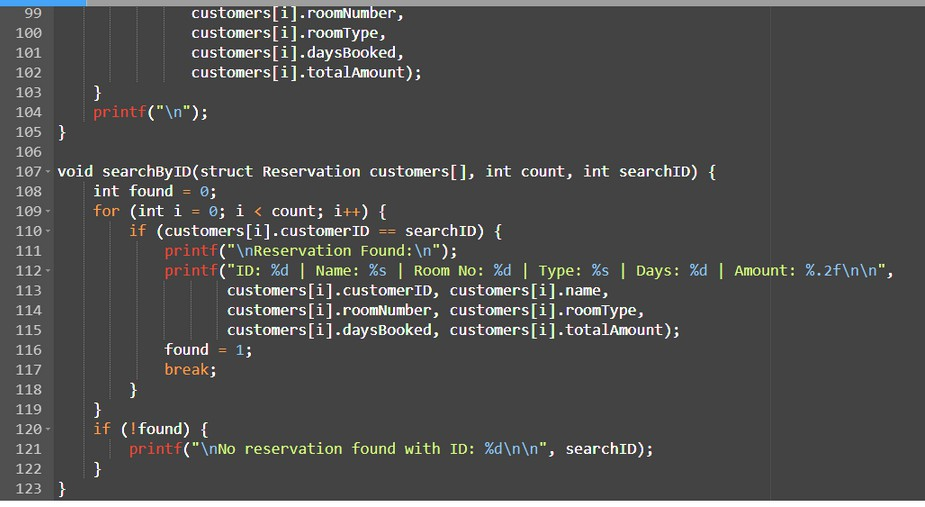 99 customers[i].roomNumber,
100 customers[i].roomType,
101 customers[i].daysBooked,
102 customers[i].totalAmount);
103 }
104 printf("\n");
105 }
106
107 void searchByID(struct Reservation customers[], int count, int searchID) {
108 int found = 0;
109 for (int i = 0; i < count; i++) {
110 if (customers[i].customerID == searchID) {
111 printf("\nReservation Found:\n");
112 printf("ID: %d | Name: %s | Room No: %d | Type: %s | Days: %d | Amount: %.2f\n\n",
113 customers[i].customerID, customers[i].name,
114 customers[i].roomNumber, customers[i].roomType,
115 customers[i].daysBooked, customers[i].totalAmount);
116 found = 1;
117 break;
118 }
119 }
120 if (!found) {
121 printf("\nNo reservation found with ID: %d\n\n", searchID);
122 }
123 }